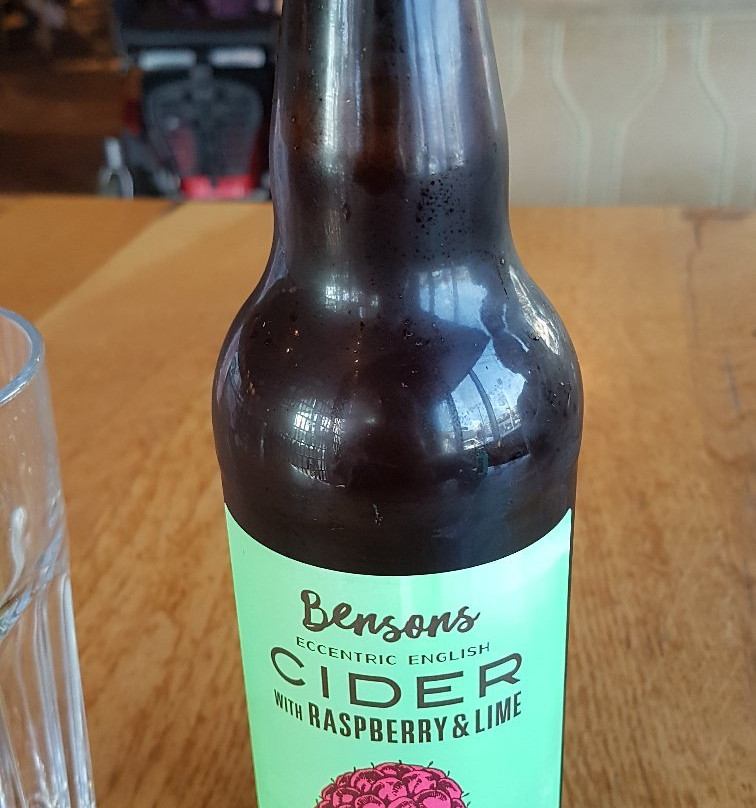 Bensons
ECCENTRIC ENGLISH
CIDER
WITH RASPBERRY & LIME